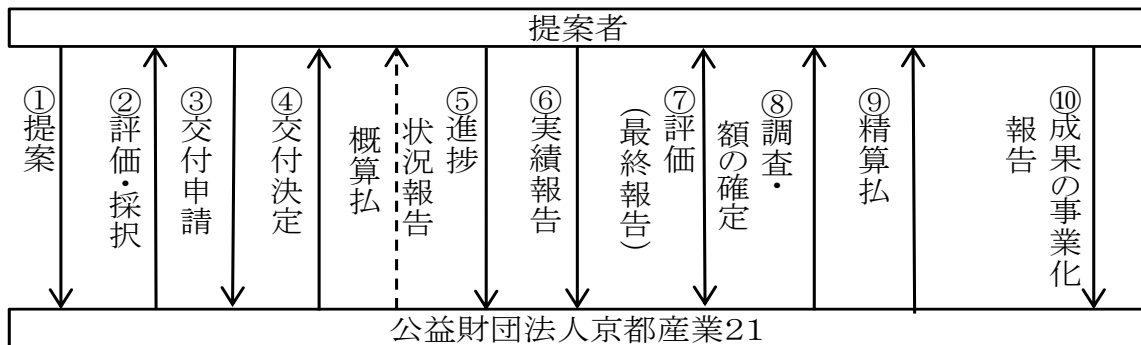 提案者
①提案
②評価・採択
③交付申請
④交付決定
概算払
⑤進捗
状況報告
⑥実績報告
⑦評価
（最終報告）
⑧調査・
額の確定
⑨精算払
⑩成果の事業化
報告
公益財団法人京都産業21